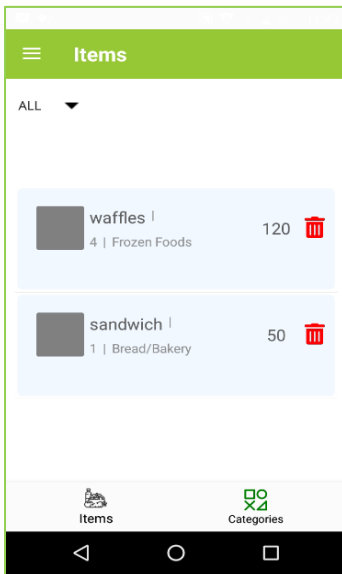 Items
ALL
waffles |
4 | Frozen Foods
120
sandwich |
1 | Bread/Bakery
50
Items
Categories